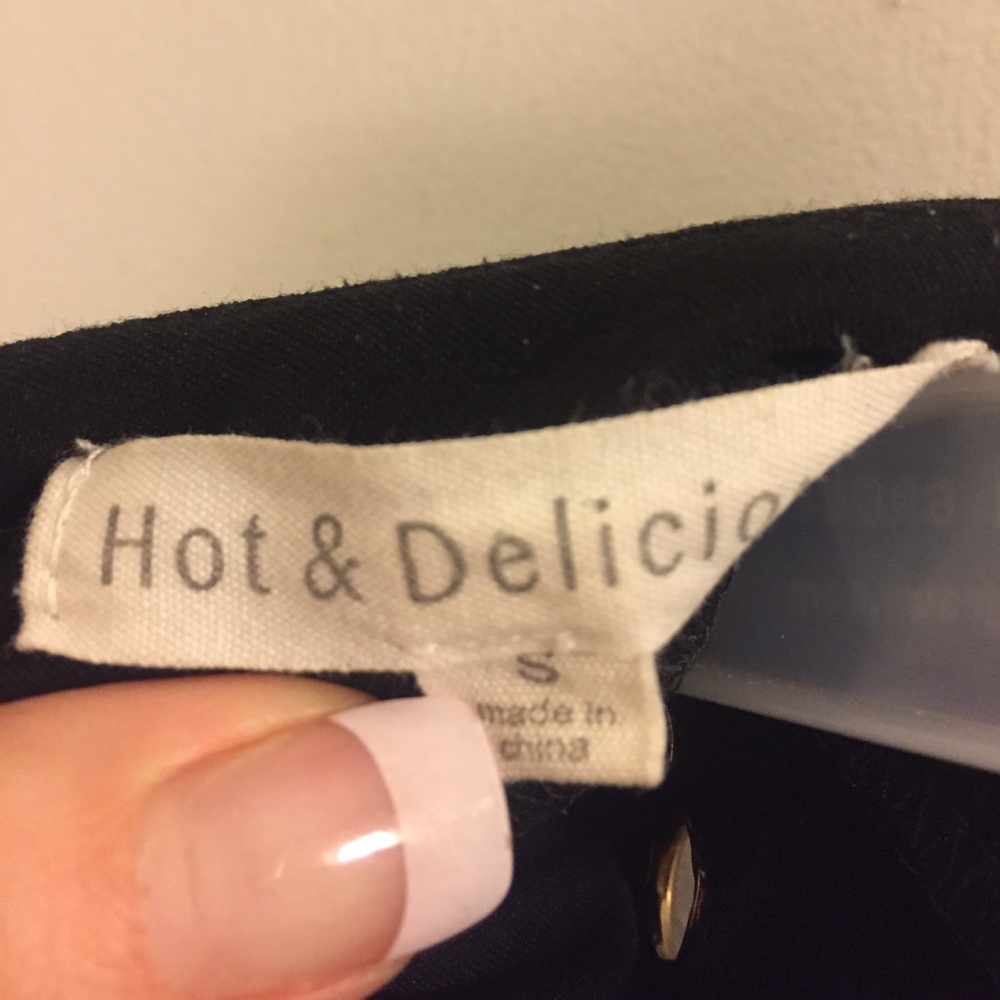 Hot & Delicio
S
made in
china